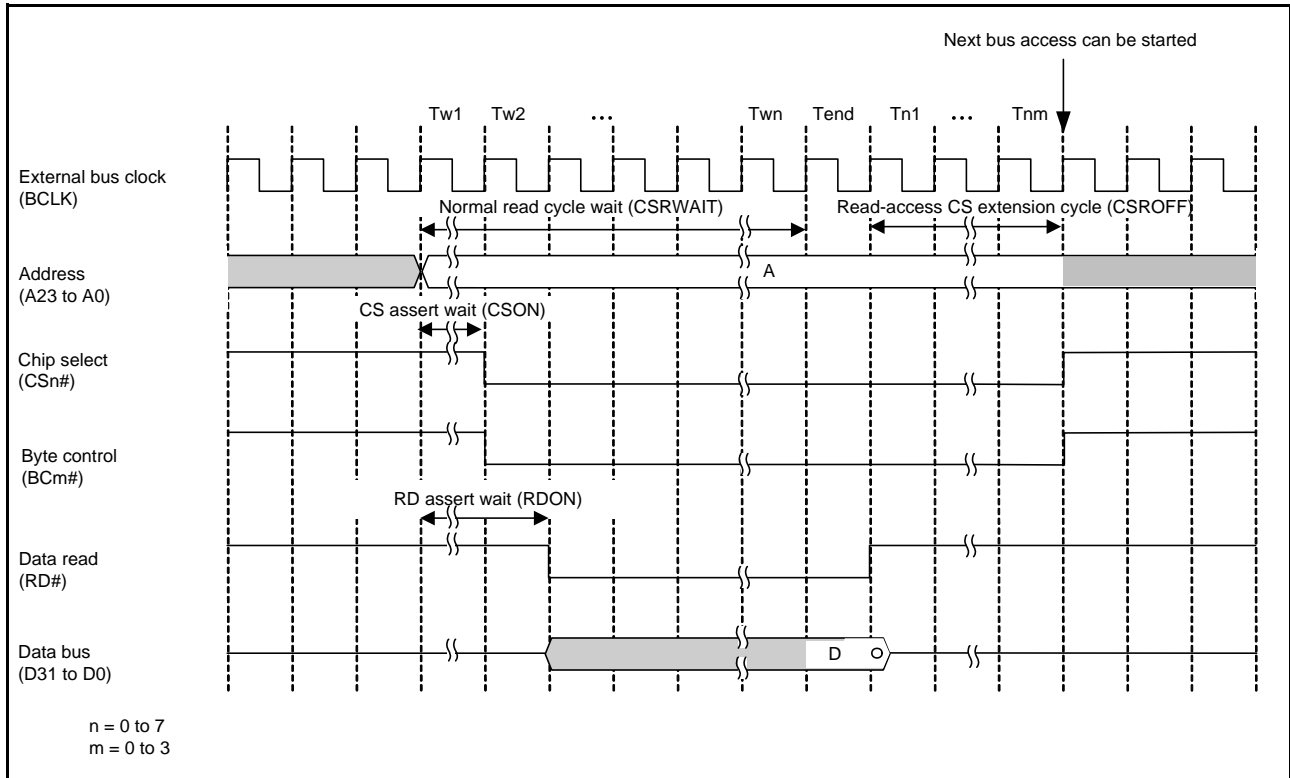 Next bus access can be started
Tw1 Tw2 ... Twn Tend Tn1 ... Tnm
External bus clock
(BCLK)
Normal read cycle wait (CSRWAIT) Read-access CS extension cycle (CSROFF)
Address
(A23 to A0)
A
CS assert wait (CSON)
Chip select
(CSn#)
Byte control
(BCm#)
RD assert wait (RDON)
Data read
(RD#)
Data bus
(D31 to D0)
D
n = 0 to 7
m = 0 to 3